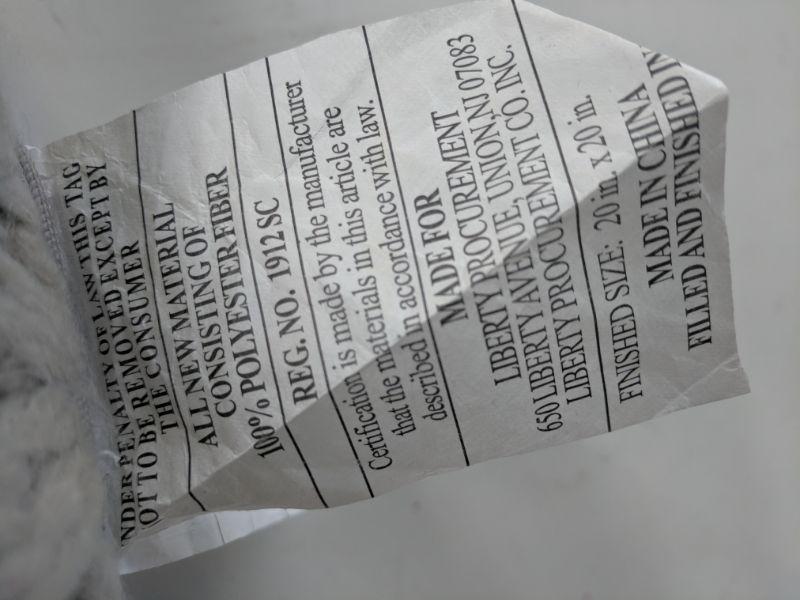 NDER PENALTY OF LAW THIS TAG
OT TO BE REMOVED EXCEPT BY
THE CONSUMER
ALL NEW MATERIAL
CONSISTING OF
100% POLYESTER FIBER
REG. NO. 1912 SC
Certification is made by the manufacturer
that the materials in this article are
described in accordance with law.
MADE FOR
LIBERTY PROCUREMENT
650 LIBERTY AVENUE, UNION, NJ 07083
LIBERTY PROCUREMENT CO. INC.
FINISHED SIZE: 20 in. x 20 in.
MADE IN CHINA
FILLED AND FINISHED IN